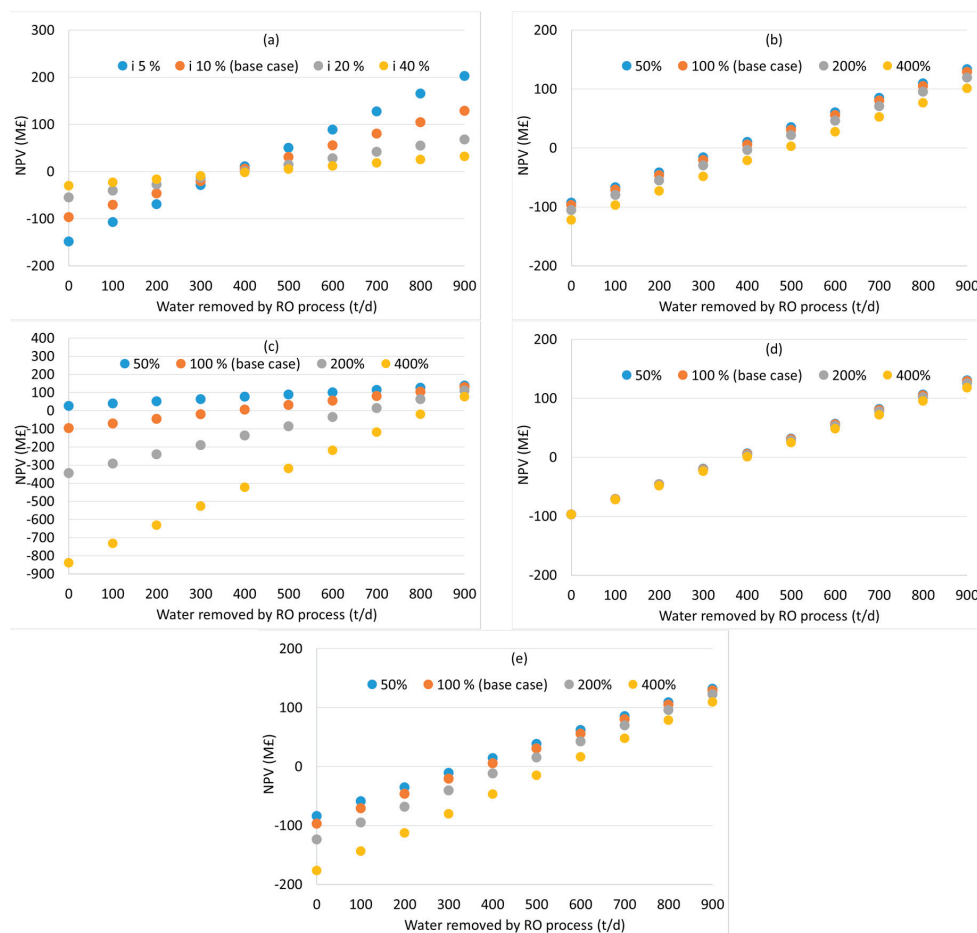 (a)
i 5 % i 10 % (base case) i 20 % i 40 %
NPV (M£)
300
200
100
0
-100
-200
0 100 200 300 400 500 600 700 800 900
Water removed by RO process (t/d)
(b)
50% 100 % (base case) 200% 400%
NPV (M£)
200
100
0
-100
-200
0 100 200 300 400 500 600 700 800 900
Water removed by RO process (t/d)
(c)
50% 100 % (base case) 200% 400%
NPV (M£)
400
300
200
100
0
-100
-200
-300
-400
-500
-600
-700
-800
-900
0 100 200 300 400 500 600 700 800 900
Water removed by RO process (t/d)
(d)
50% 100 % (base case) 200% 400%
NPV (M£)
200
100
0
-100
-200
0 100 200 300 400 500 600 700 800 900
Water removed by RO process (t/d)
(e)
50% 100 % (base case) 200% 400%
NPV (M£)
200
100
0
-100
-200
0 100 200 300 400 500 600 700 800 900
Water removed by RO process (t/d)